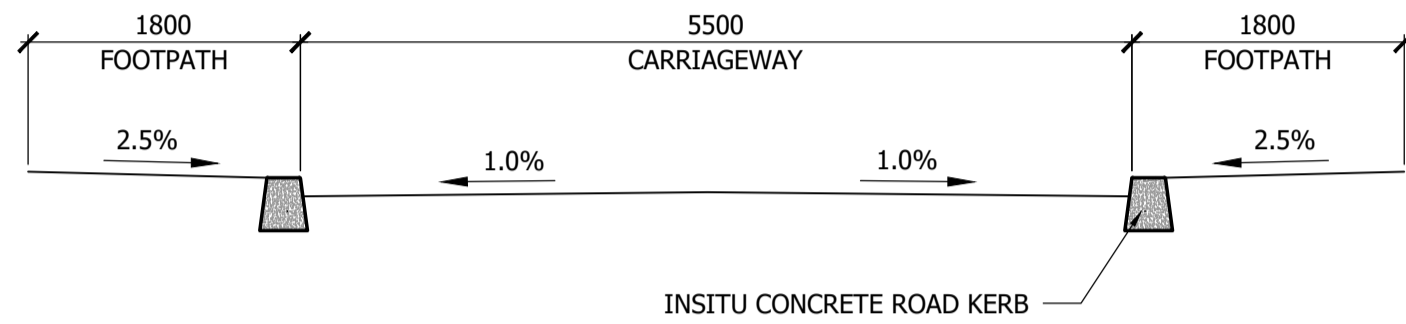 1800
FOOTPATH
5500
CARRIAGEWAY
1800
FOOTPATH
2.5%
1.0%
1.0%
2.5%
INSITU CONCRETE ROAD KERB